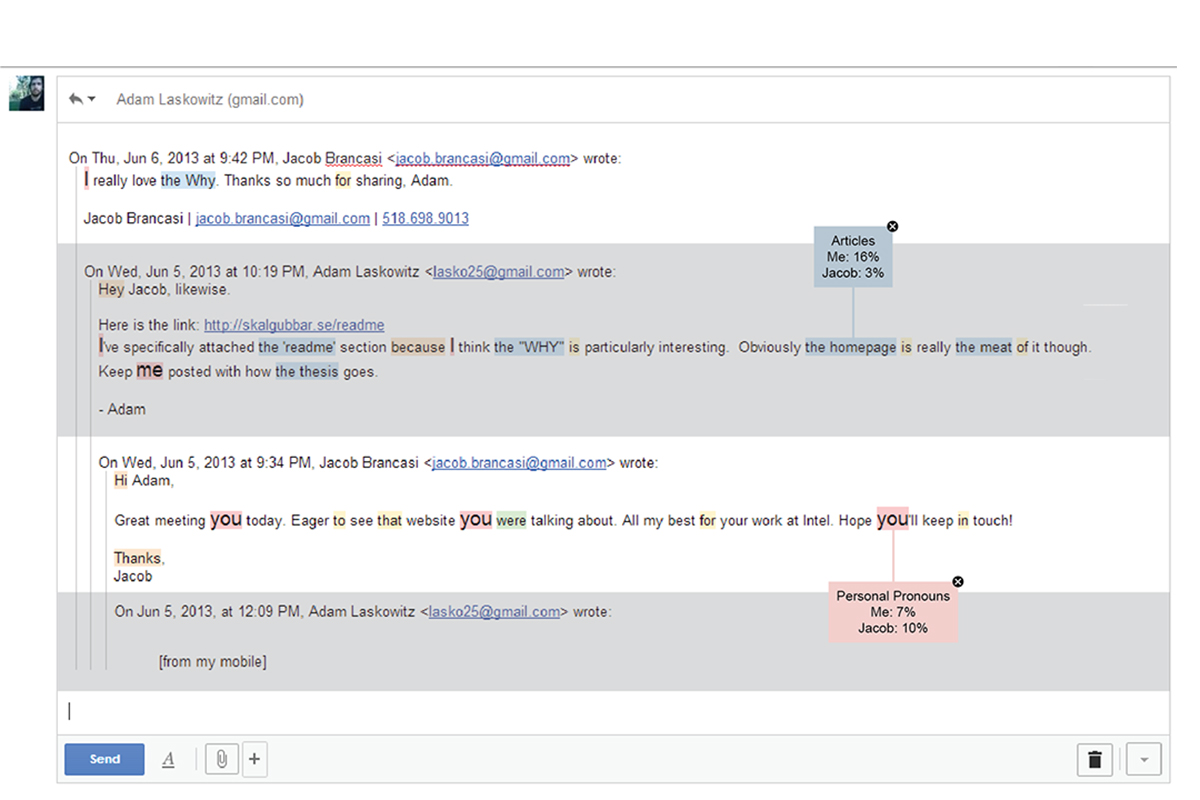 Adam Laskowitz (gmail.com)
On Thu, Jun 6, 2013 at 9:42 PM, Jacob Brancasi <jacob.brancasi@gmail.com> wrote:
I really love the Why. Thanks so much for sharing, Adam.
Jacob Brancasi | jacob.brancasi@gmail.com | 518.698.9013
Articles
Me: 16%
Jacob: 3%
On Wed, Jun 5, 2013 at 10:19 PM, Adam Laskowitz <lasko25@gmail.com> wrote:
Hey Jacob, likewise.
Here is the link: http://skalgubbar.se/readme
I've specifically attached the 'readme' section because I think the "WHY" is particularly interesting. Obviously the homepage is really the meat of it though.
Keep me posted with how the thesis goes.
- Adam
On Wed, Jun 5, 2013 at 9:34 PM, Jacob Brancasi <jacob.brancasi@gmail.com> wrote:
Hi Adam,
Great meeting you today. Eager to see that website you were talking about. All my best for your work at Intel. Hope you'll keep in touch!
Thanks,
Jacob
Personal Pronouns
Me: 7%
Jacob: 10%
On Jun 5, 2013, at 12:09 PM, Adam Laskowitz <lasko25@gmail.com> wrote:
[from my mobile]
Send A +